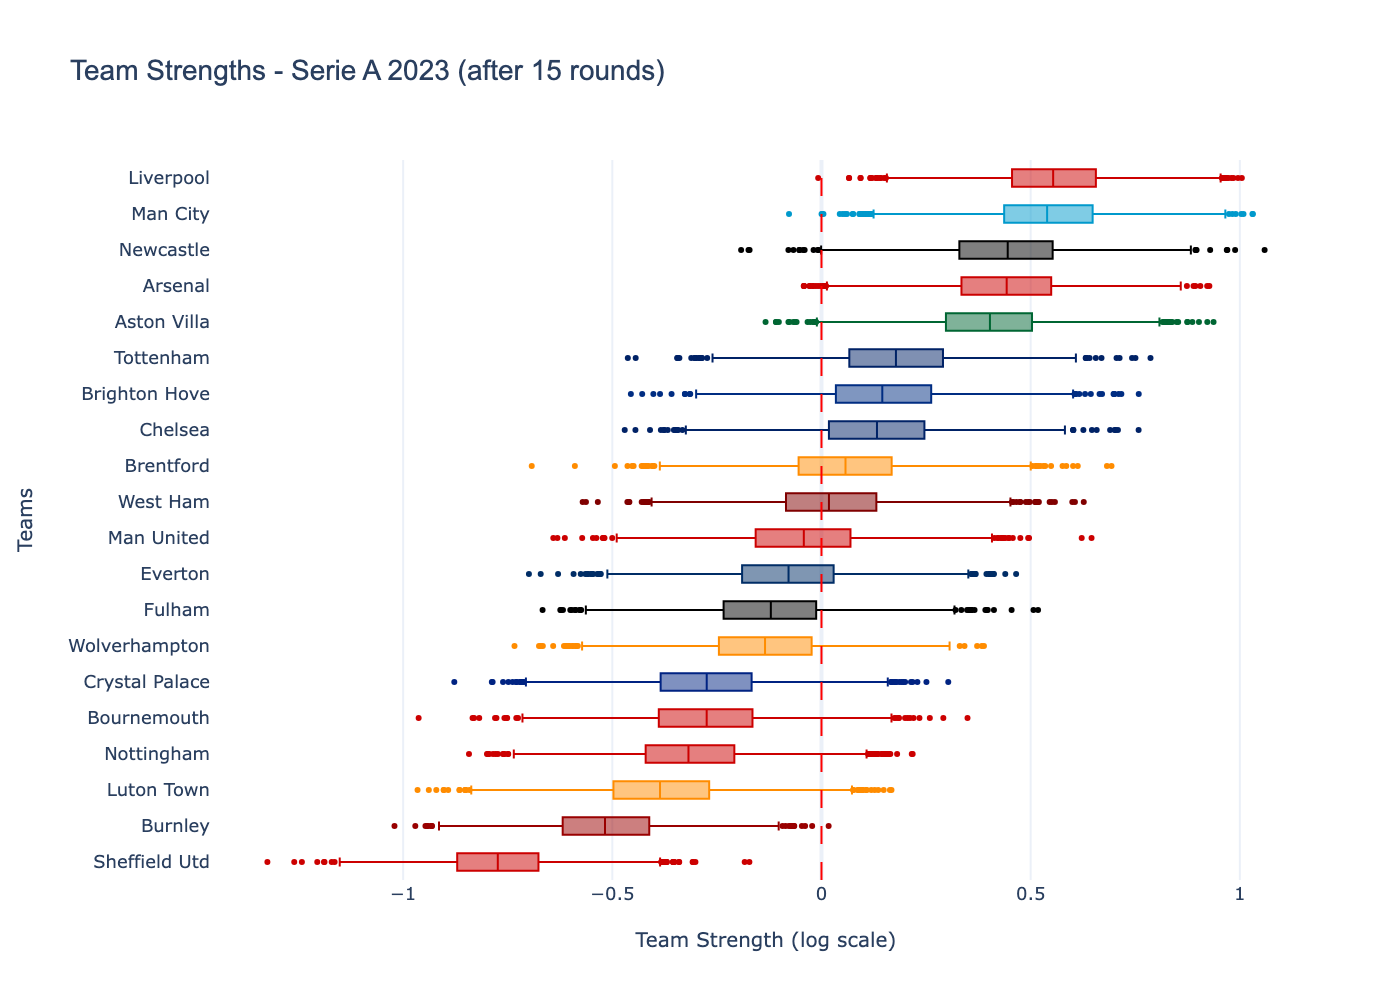 Team Strengths - Serie A 2023 (after 15 rounds)
Liverpool
Man City
Newcastle
Arsenal
Aston Villa
Tottenham
Brighton Hove
Chelsea
Brentford
West Ham
Man United
Everton
Fulham
Wolverhampton
Crystal Palace
Bournemouth
Nottingham
Luton Town
Burnley
Sheffield Utd
Teams
−1 −0.5 0 0.5 1
Team Strength (log scale)